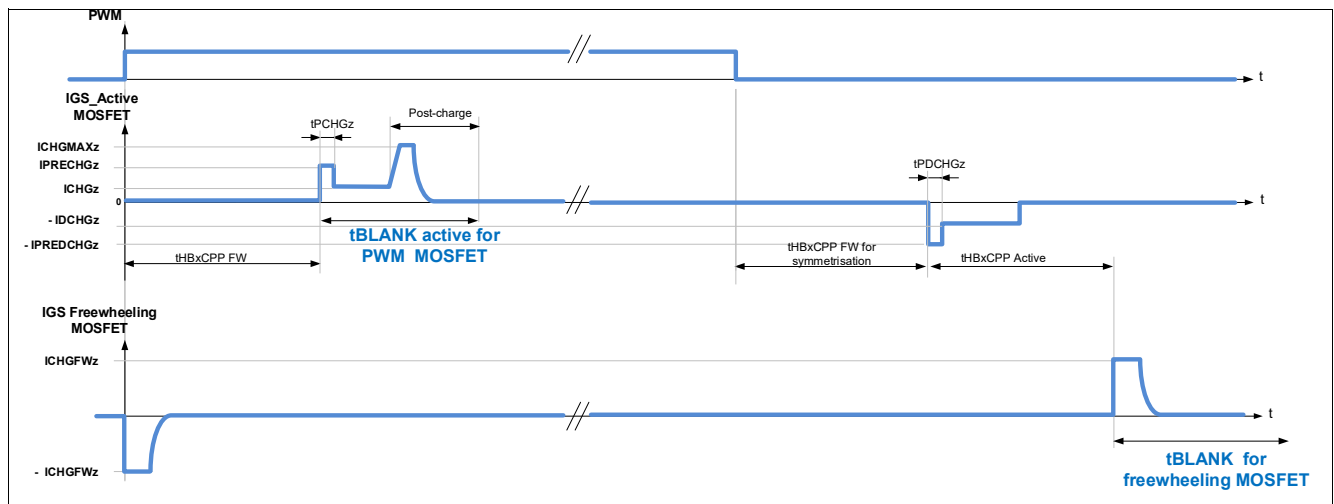 PWM
t
IGS_Active
MOSFET
tPCHGz
Post-charge
ICHGMAXz
IPRECHGz
ICHGz
0
- IDCHGz
- IPREDCHGz
tPDCHGz
t
tBLANK active for
PWM MOSFET
tHBxCPP FW
tHBxCPP FW for
symmetrisation
tHBxCPP Active
IGS Freewheeling
MOSFET
ICHGFWz
t
- ICHGFWz
tBLANK for
freewheeling MOSFET